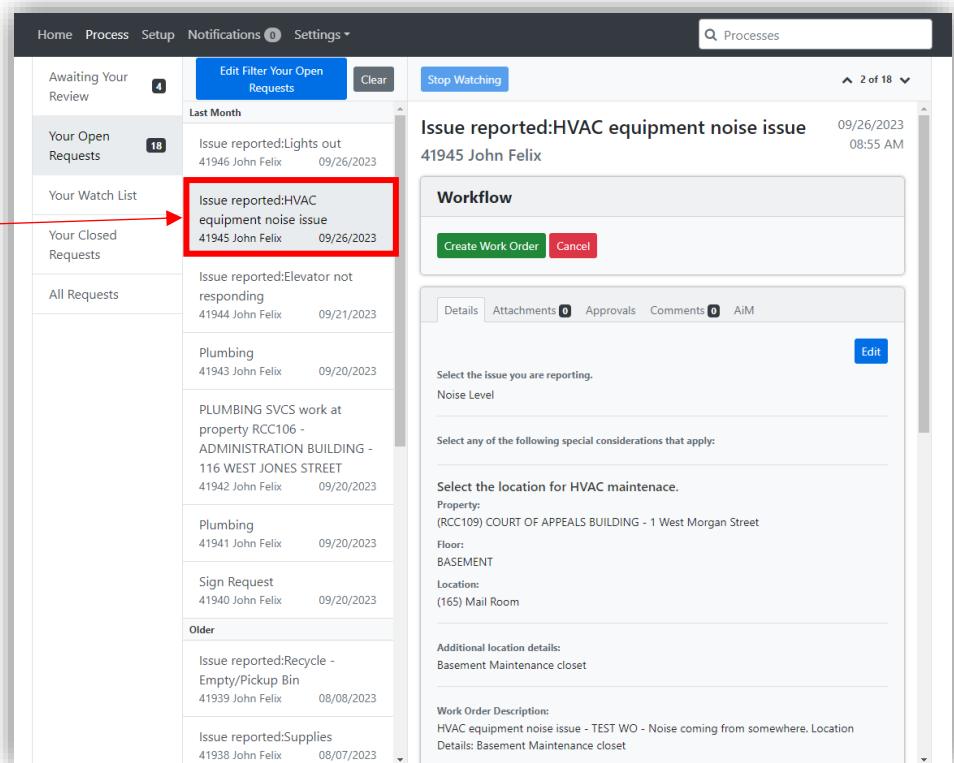 Home Process Setup Notifications 0 Settings
Processes
Awaiting Your
Review
4
Your Open
Requests
18
Your Watch List
Your Closed
Requests
All Requests
Edit Filter Your Open
Requests
Clear
Last Month
Issue reported:Lights out
41946 John Felix 09/26/2023
Issue reported:HVAC
equipment noise issue
41945 John Felix 09/26/2023
Issue reported:Elevator not
responding
41944 John Felix 09/21/2023
Plumbing
41943 John Felix 09/20/2023
PLUMBING SVCS work at
property RCC106 -
ADMINISTRATION BUILDING -
116 WEST JONES STREET
41942 John Felix 09/20/2023
Plumbing
41941 John Felix 09/20/2023
Sign Request
41940 John Felix 09/20/2023
Older
Issue reported:Recycle -
Empty/Pickup Bin
41939 John Felix 08/08/2023
Issue reported:Supplies
41938 John Felix 08/07/2023
Stop Watching
2 of 18
Issue reported:HVAC equipment noise issue
09/26/2023
08:55 AM
41945 John Felix
Workflow
Create Work Order Cancel
Details Attachments 0 Approvals Comments 0 AiM
Edit
Select the issue you are reporting.
Noise Level
Select any of the following special considerations that apply:
Select the location for HVAC maintenace.
Property:
(RCC109) COURT OF APPEALS BUILDING - 1 West Morgan Street
Floor:
BASEMENT
Location:
(165) Mail Room
Additional location details:
Basement Maintenance closet
Work Order Description:
HVAC equipment noise issue - TEST WO - Noise coming from somewhere. Location
Details: Basement Maintenance closet